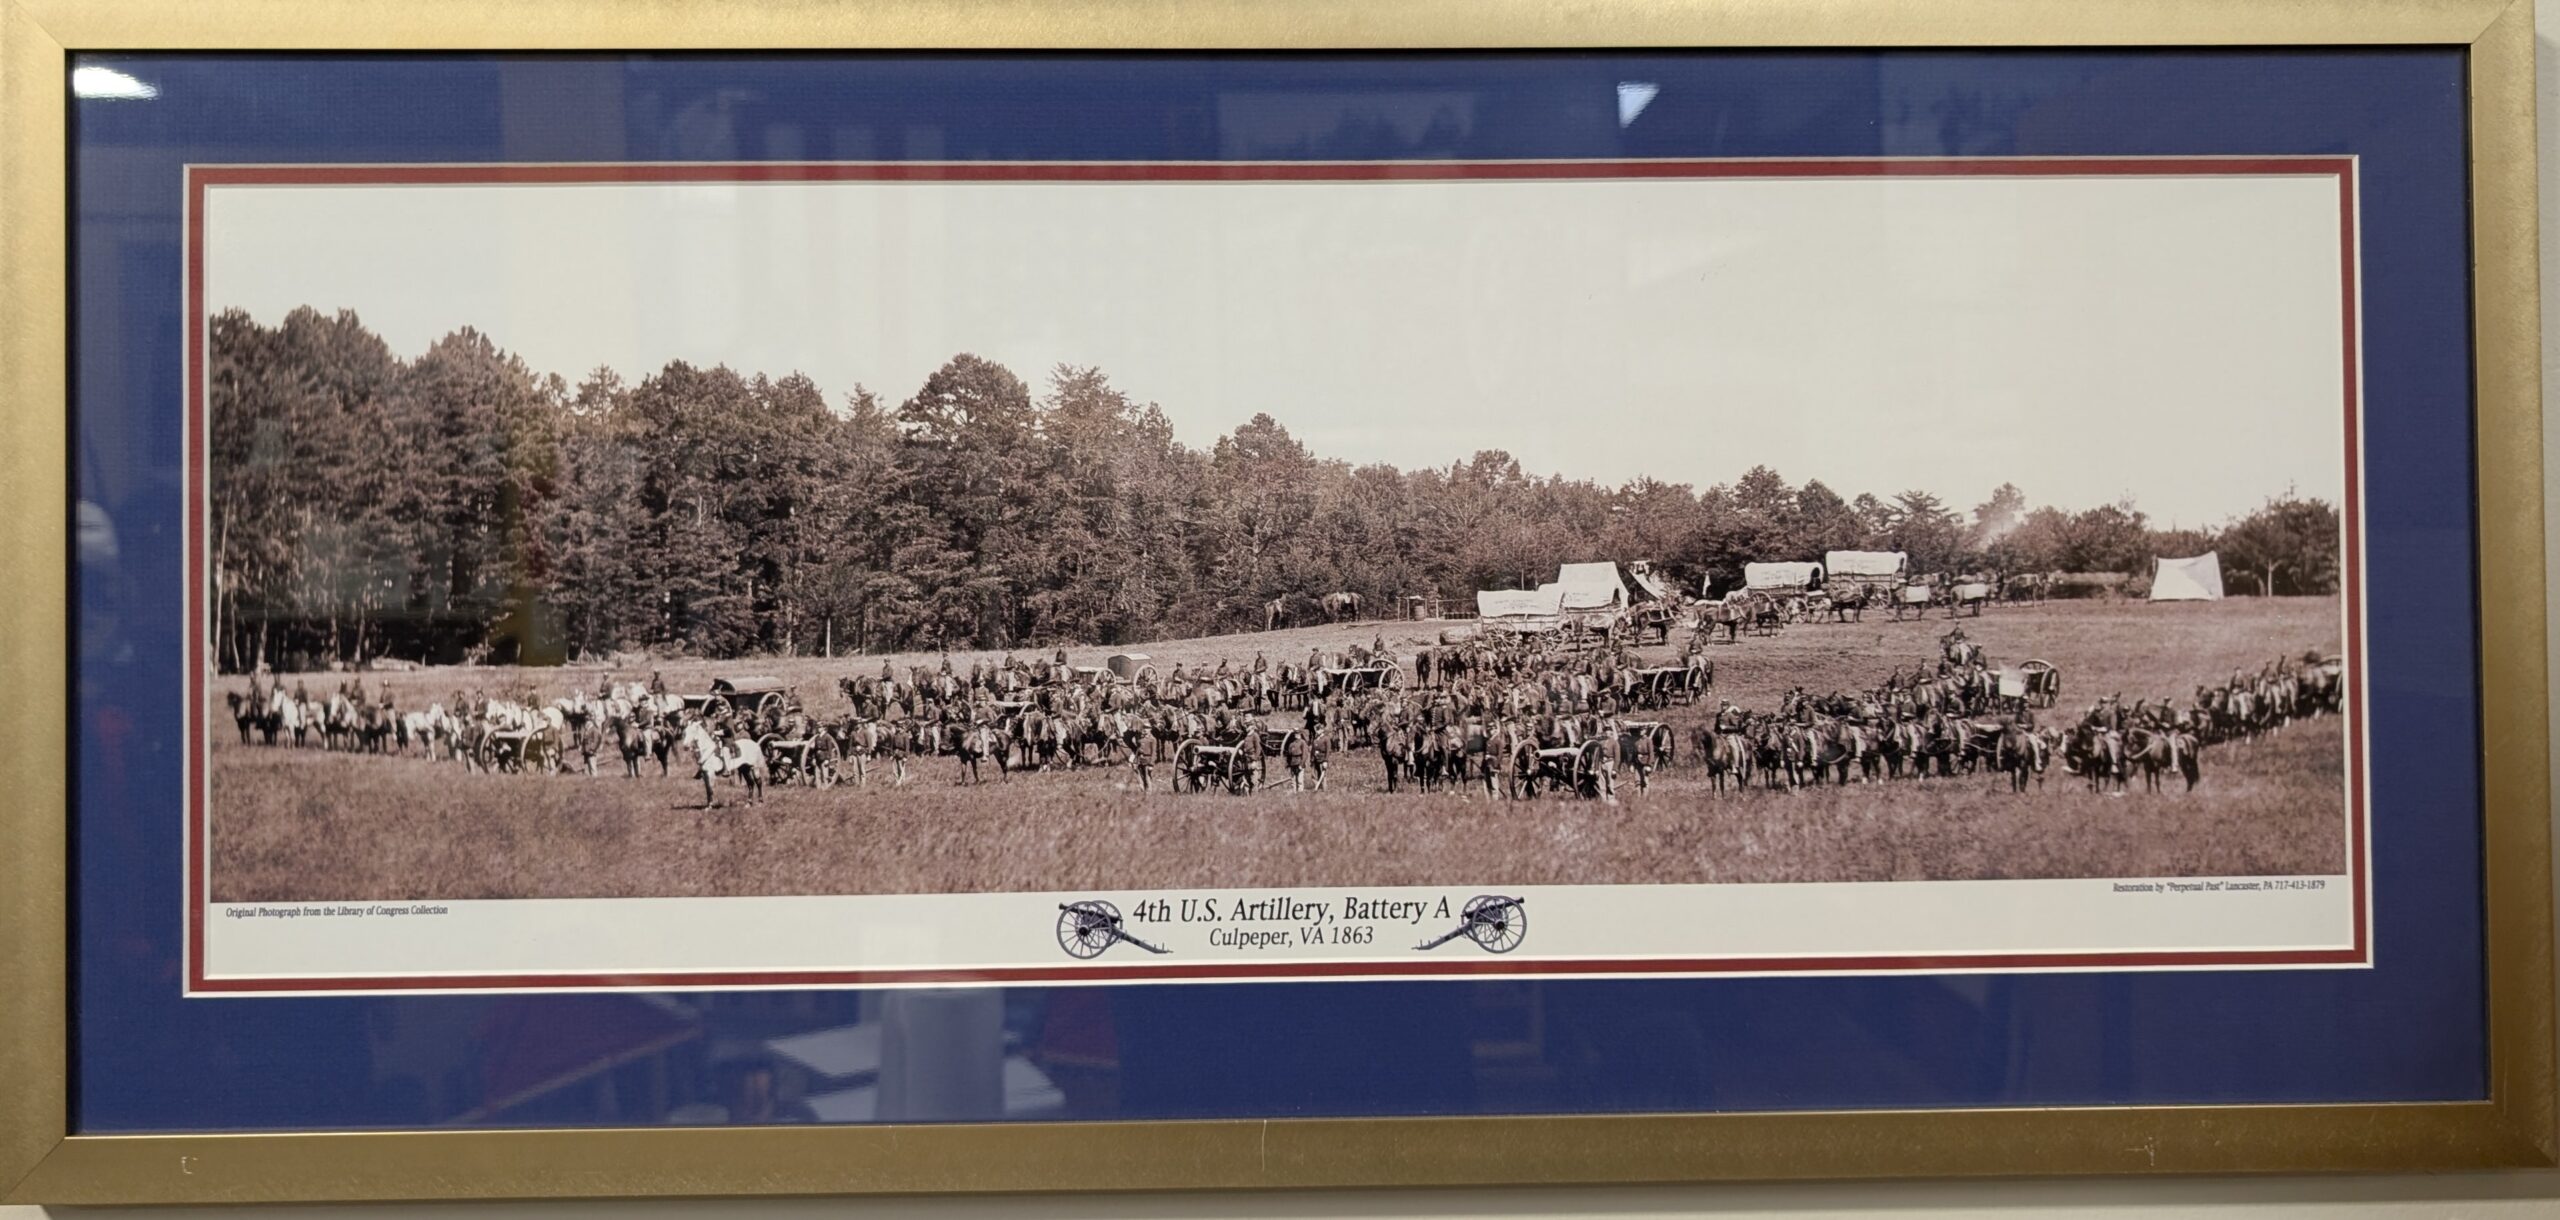 Original Photograph from the Library of Congress Collection
4th U.S. Artillery, Battery A
Culpeper, VA 1863
Restoration by "Perpetual Past" Lancaster, PA 717-413-1879